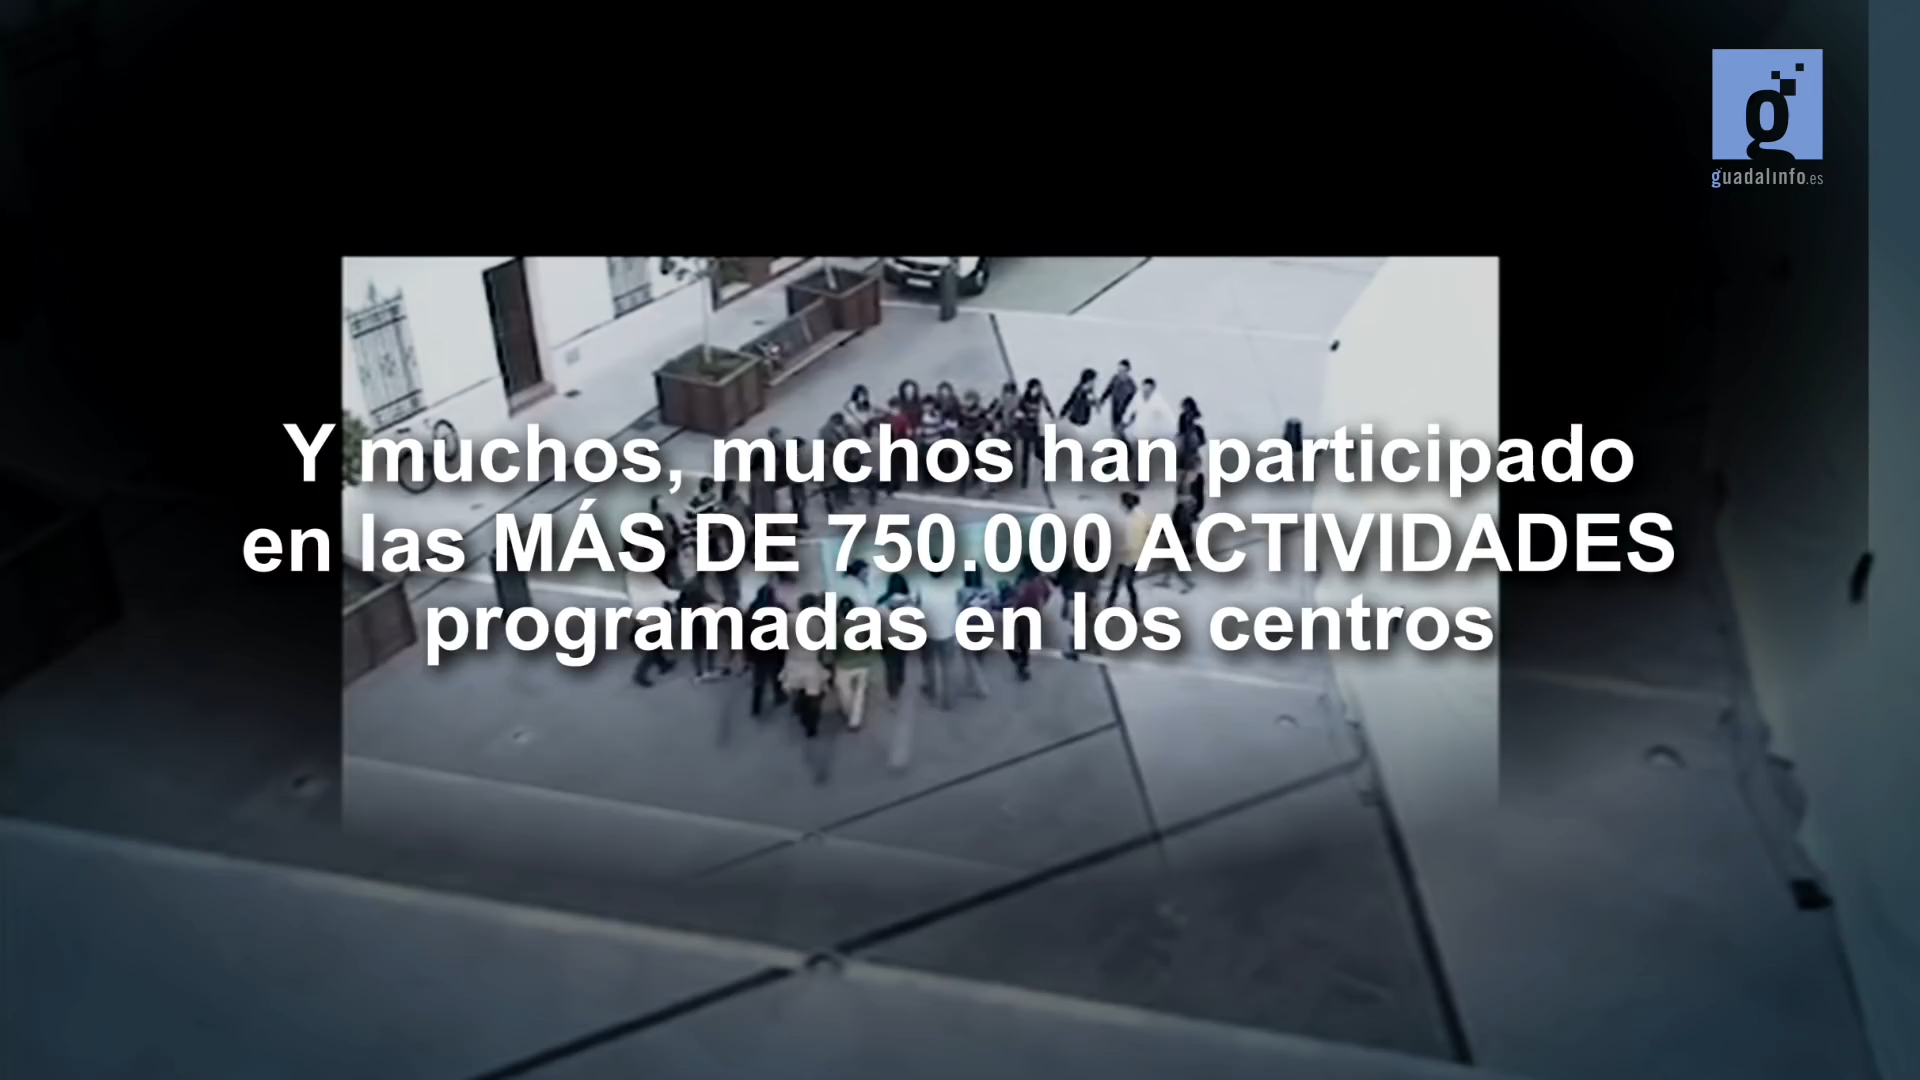 g
guadalinfo.es
Y muchos, muchos han participado
en las MÁS DE 750.000 ACTIVIDADES
programadas en los centros